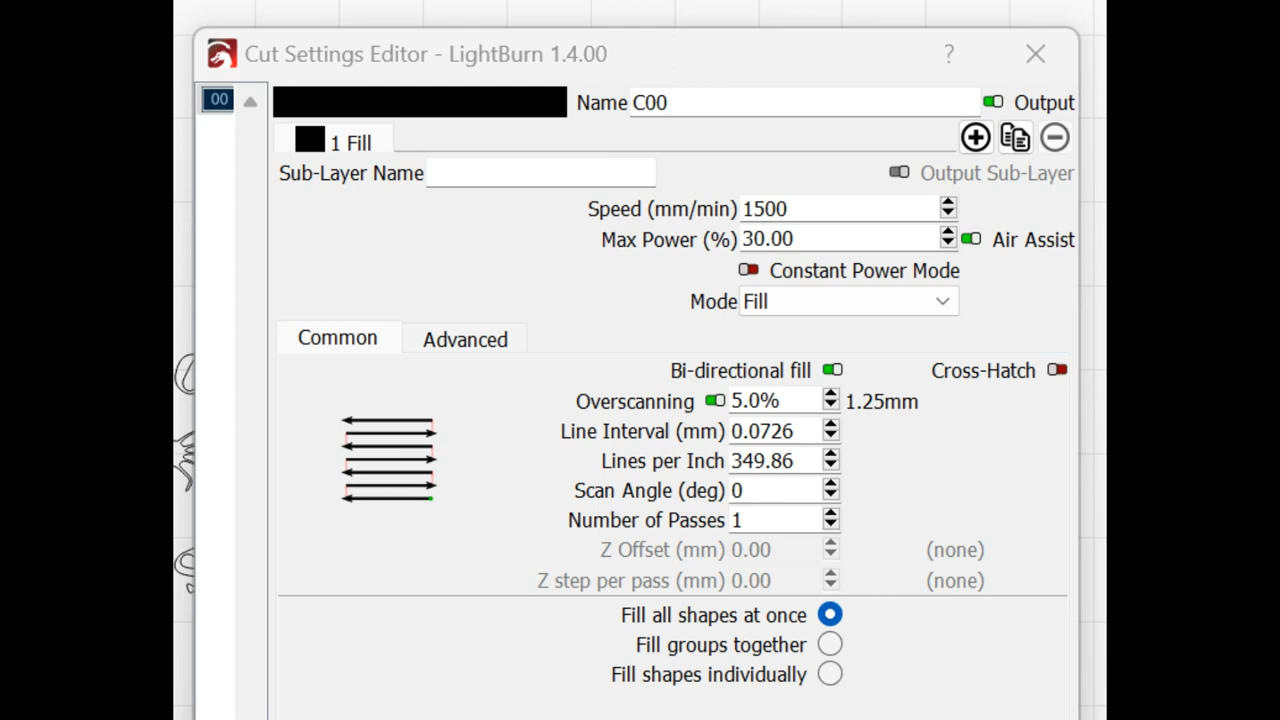 Cut Settings Editor - LightBurn 1.4.00 ?
00 Name C00 Output
1 Fill
Sub-Layer Name Output Sub-Layer
Speed (mm/min) 1500
Max Power (%) 30.00 Air Assist
Constant Power Mode
Mode Fill
Common Advanced
Bi-directional fill Cross-Hatch
Overscanning 5.0% 1.25mm
Line Interval (mm) 0.0726
Lines per Inch 349.86
Scan Angle (deg) 0
Number of Passes 1
Z Offset (mm) 0.00 (none)
Z step per pass (mm) 0.00 (none)
Fill all shapes at once
Fill groups together
Fill shapes individually